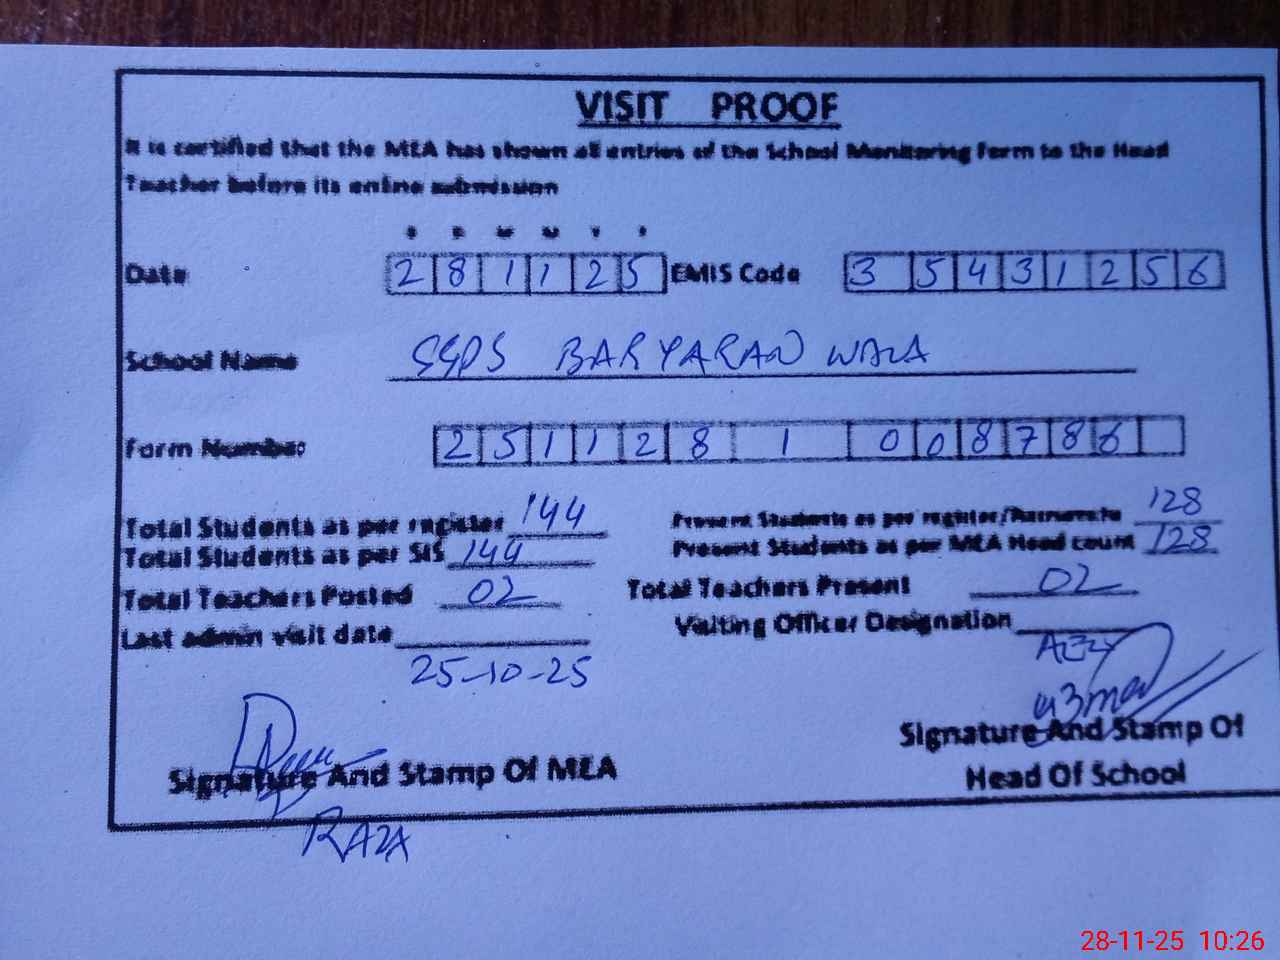 VISIT PROOF
It is certified that the MEA has shown all entries of the School Monitoring Form to the Head
Teacher before its online submission
D D M M Y Y
Date 2 8 1 1 2 5 EMIS Code 3 5 4 3 1 2 5 6
School Name SGPS BARYARAN WALA
Form Number 2 5 1 1 2 8 1 0 0 8 7 8 6
Total Students as per register 144 Present Students as per register/ 128
Total Students as per SIS 144 Present Students as per MEA Head count 128
Total Teachers Posted 02 Total Teachers Present 02
Last admin visit date Visiting Officer Designation
25-10-25
Signature And Stamp Of MEA
Signature And Stamp Of
Head Of School
RAZA
28-11-25 10:26